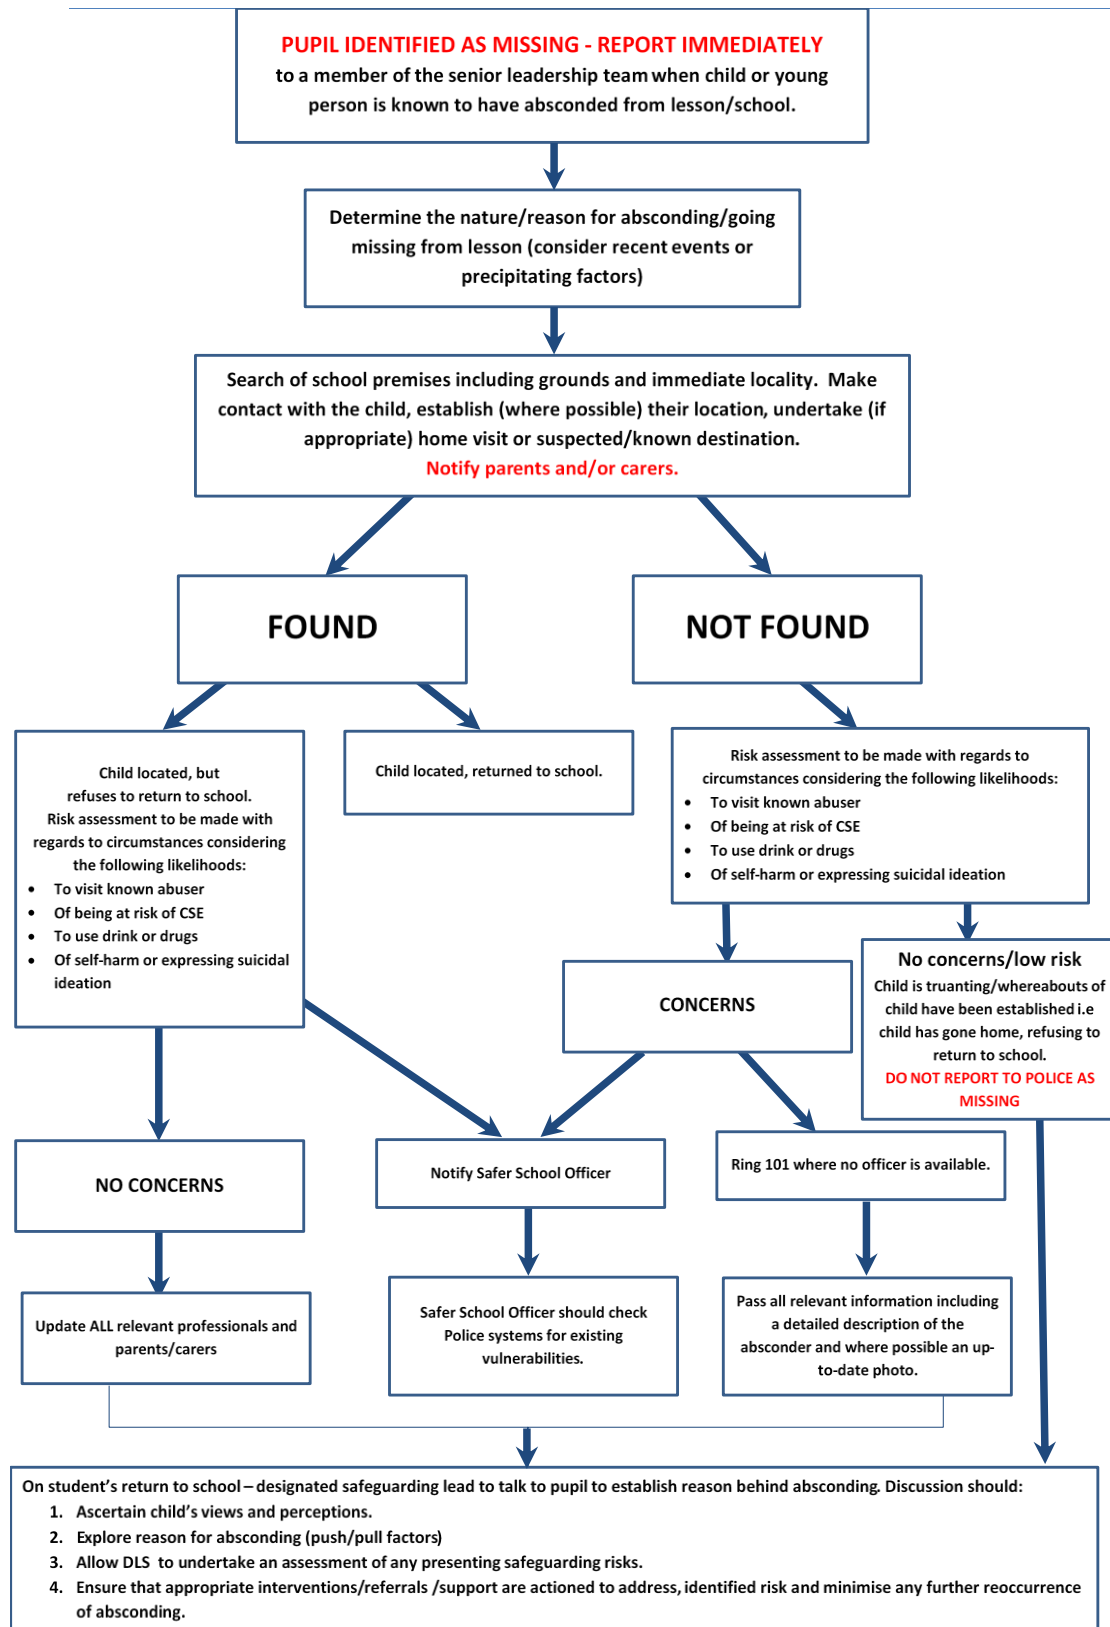 PUPIL IDENTIFIED AS MISSING - REPORT IMMEDIATELY
to a member of the senior leadership team when child or young
person is known to have absconded from lesson/school.
Determine the nature/reason for absconding/going
missing from lesson (consider recent events or
precipitating factors)
Search of school premises including grounds and immediate locality.  Make
contact with the child, establish (where possible) their location, undertake (if
appropriate) home visit or suspected/known destination.
Notify parents and/or carers.
FOUND
NOT FOUND
Child located, but
refuses to return to school.
Risk assessment to be made with
regards to circumstances considering
the following likelihoods:
• To visit known abuser
• Of being at risk of CSE
• To use drink or drugs
• Of self-harm or expressing suicidal
ideation
Child located, returned to school.
Risk assessment to be made with regards to
circumstances considering the following likelihoods:
• To visit known abuser
• Of being at risk of CSE
• To use drink or drugs
• Of self-harm or expressing suicidal ideation
CONCERNS
No concerns/low risk
Child is truanting/whereabouts of
child have been established i.e
child has gone home, refusing to
return to school.
DO NOT REPORT TO POLICE AS
MISSING
NO CONCERNS
Notify Safer School Officer
Ring 101 where no officer is available.
Update ALL relevant professionals and
parents/carers
Safer School Officer should check
Police systems for existing
vulnerabilities.
Pass all relevant information including
a detailed description of the
absconder and where possible an up-
to-date photo.
On student's return to school – designated safeguarding lead to talk to pupil to establish reason behind absconding. Discussion should:
1. Ascertain child's views and perceptions.
2. Explore reason for absconding (push/pull factors)
3. Allow DLS  to undertake an assessment of any presenting safeguarding risks.
4. Ensure that appropriate interventions/referrals /support are actioned to address, identified risk and minimise any further reoccurrence
of absconding.